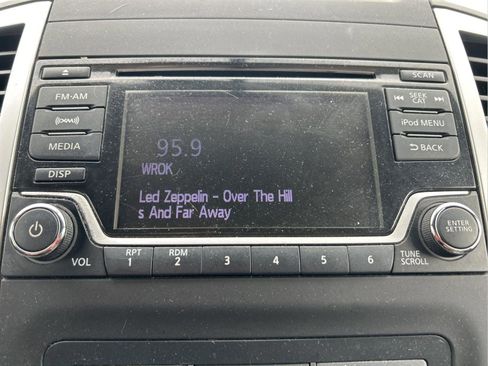 SCAN
FM-AM
SEEK
CAT
((XM))
iPod MENU
MEDIA
BACK
DISP
95.9
WROK
Led Zeppelin - Over The Hill
s And Far Away
ENTER
SETTING
VOL
RPT
1
RDM
2
3
4
5
6
TUNE
SCROLL